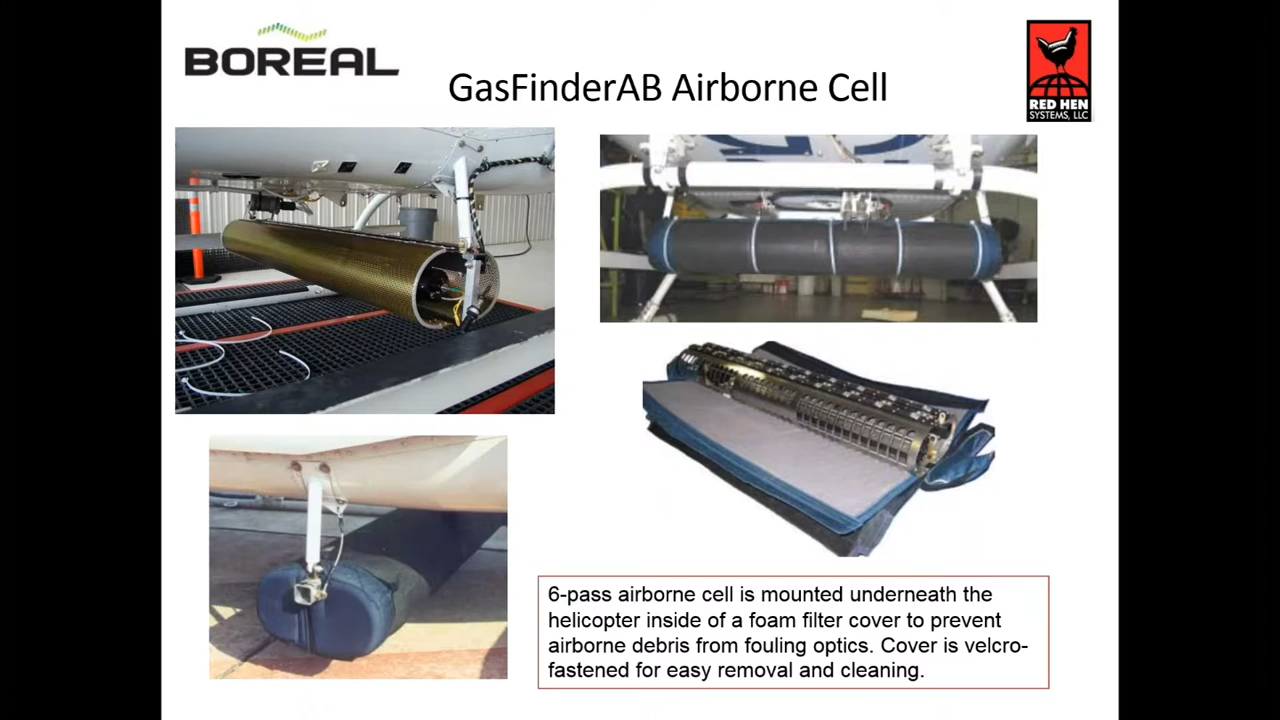 BOREAL
GasFinderAB Airborne Cell
RED HEN
SYSTEMS, LLC
6-pass airborne cell is mounted underneath the
helicopter inside of a foam filter cover to prevent
airborne debris from fouling optics. Cover is velcro-
fastened for easy removal and cleaning.